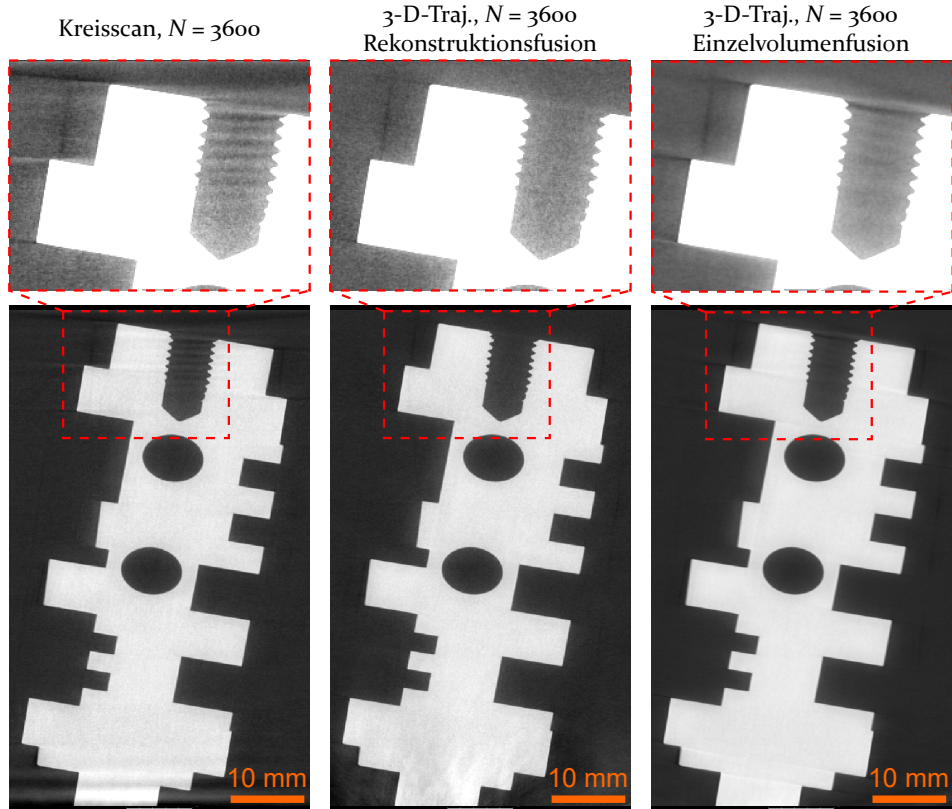 Kreisscan, N = 3600
3-D-Traj., N = 3600
Rekonstruktionsfusion
3-D-Traj., N = 3600
Einzelvolumenfusion
10 mm
10 mm
10 mm